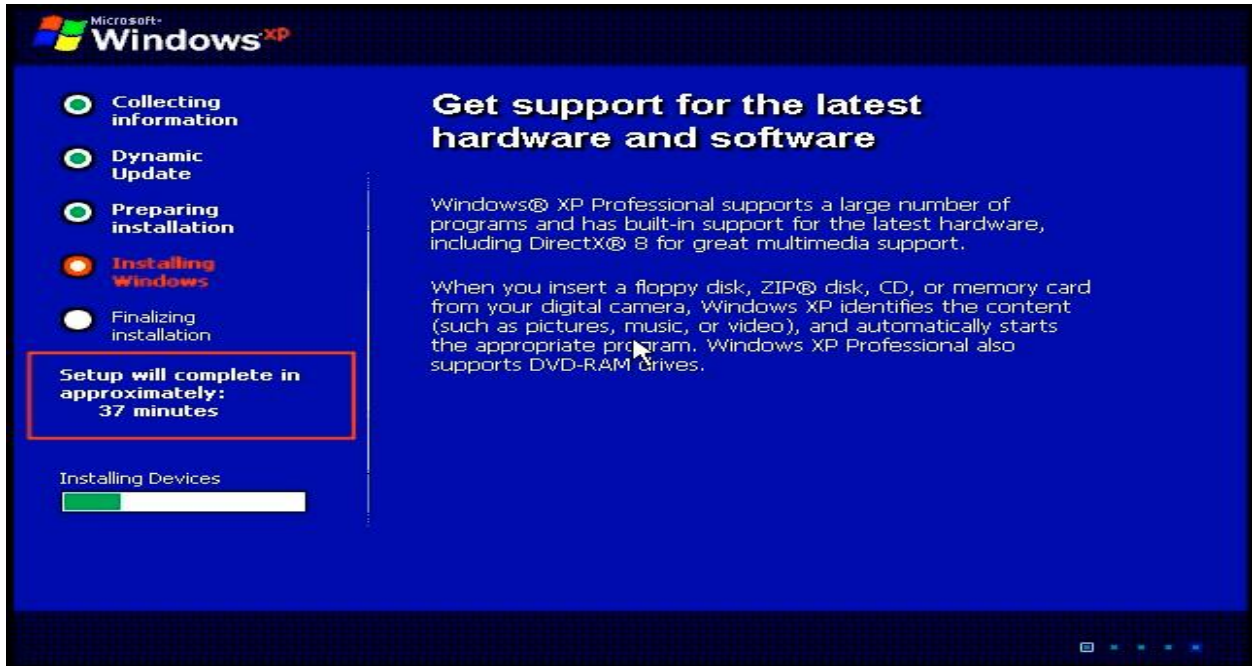 Microsoft
Windows xp
Collecting
information
Dynamic
Update
Preparing
installation
Installing
Windows
Finalizing
installation
Setup will complete in
approximately:
37 minutes
Installing Devices
Get support for the latest
hardware and software
Windows® XP Professional supports a large number of
programs and has built-in support for the latest hardware,
including DirectX® 8 for great multimedia support.
When you insert a floppy disk, ZIP® disk, CD, or memory card
from your digital camera, Windows XP identifies the content
(such as pictures, music, or video), and automatically starts
the appropriate program. Windows XP Professional also
supports DVD-RAM drives.